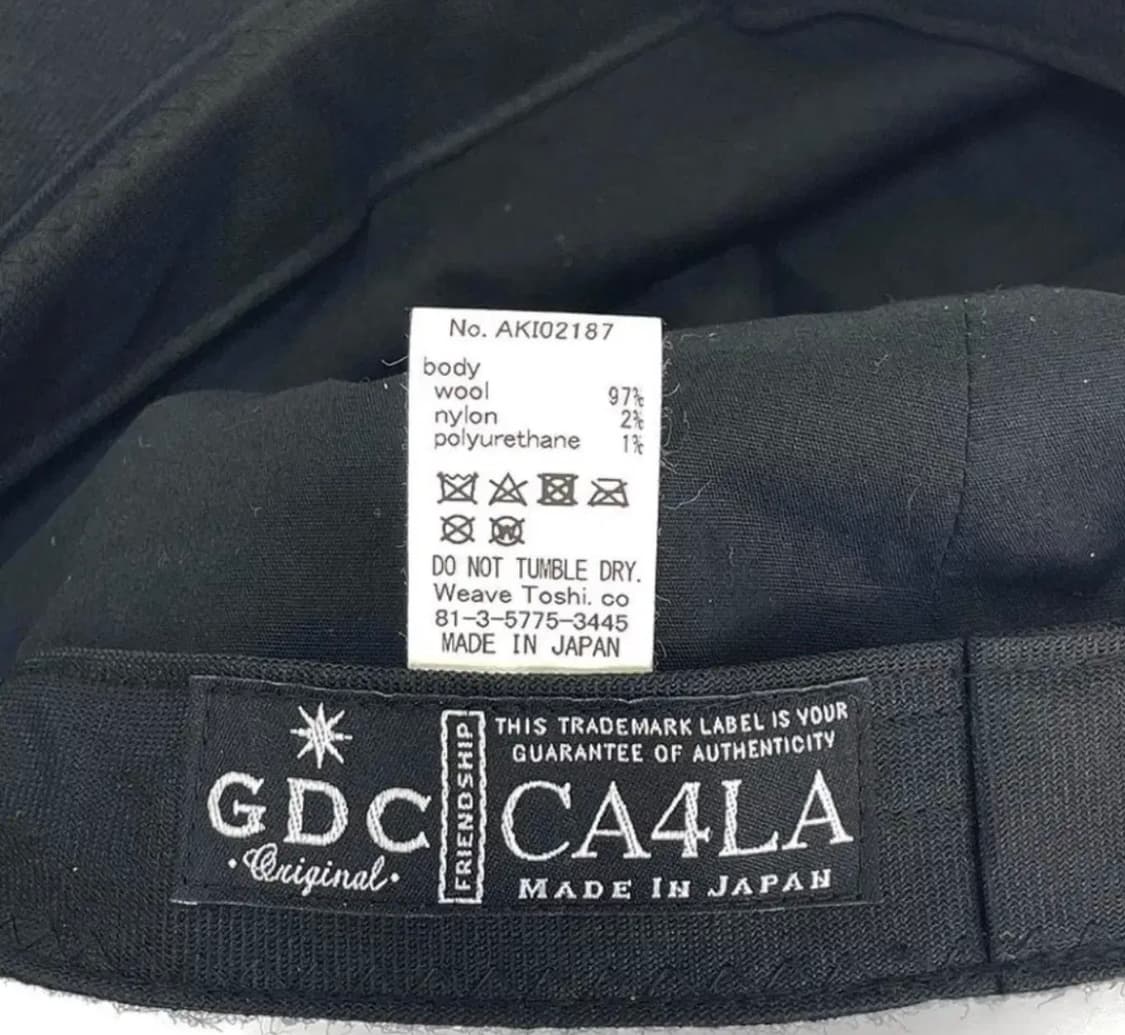 No. AKI02187
body
wool 97%
nylon 2%
polyurethane 1%
W
DO NOT TUMBLE DRY.
Weave Toshi. co
81-3-5775-3445
MADE IN JAPAN
GDC
·Original·
FRIENDSHIP
THIS TRADEMARK LABEL IS YOUR
GUARANTEE OF AUTHENTICITY
CA4LA
MADE IN JAPAN